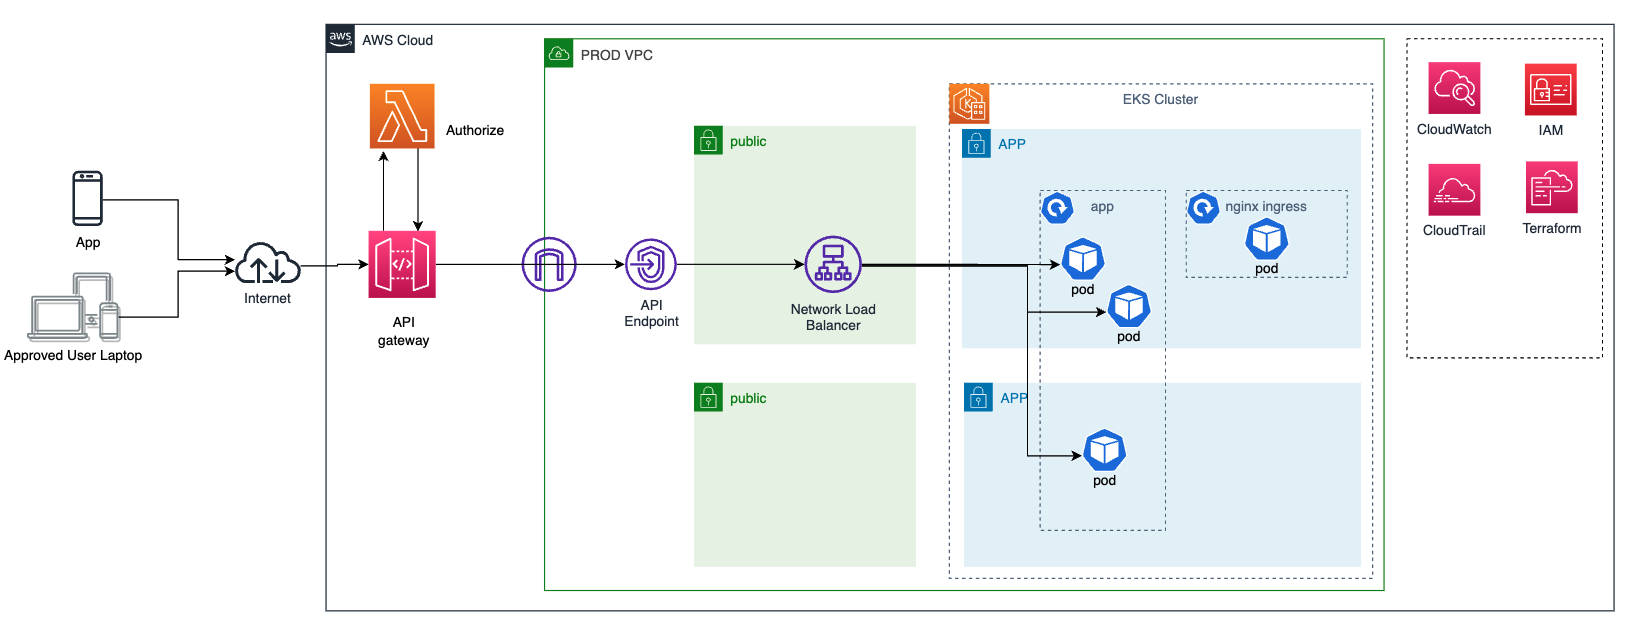 aws
AWS Cloud
PROD VPC
EKS Cluster
Authorize
public
APP
CloudWatch
IAM
app
nginx ingress
CloudTrail
Terraform
App
pod
pod
Internet
API
gateway
API
Endpoint
Network Load
Balancer
pod
Approved User Laptop
public
APP
pod